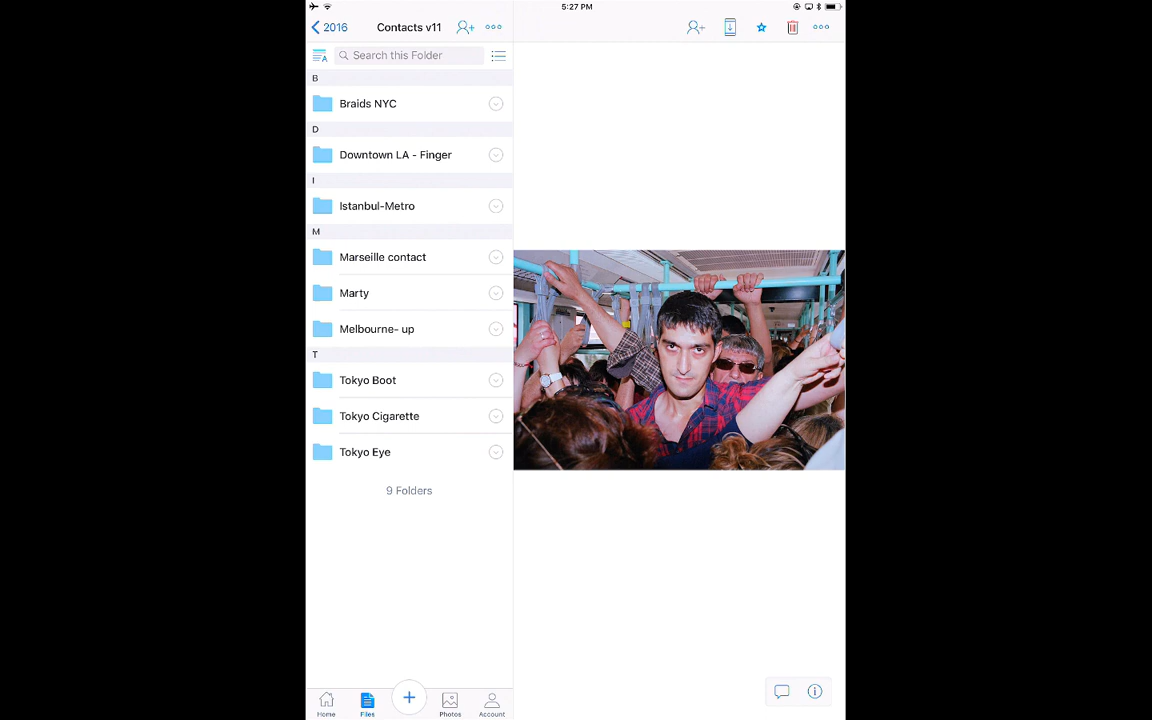 5:27 PM
2016
Contacts v11
Search this Folder
B
Braids NYC
D
Downtown LA - Finger
I
Istanbul-Metro
M
Marseille contact
Marty
Melbourne- up
T
Tokyo Boot
Tokyo Cigarette
Tokyo Eye
9 Folders
Home
Files
Photos
Account